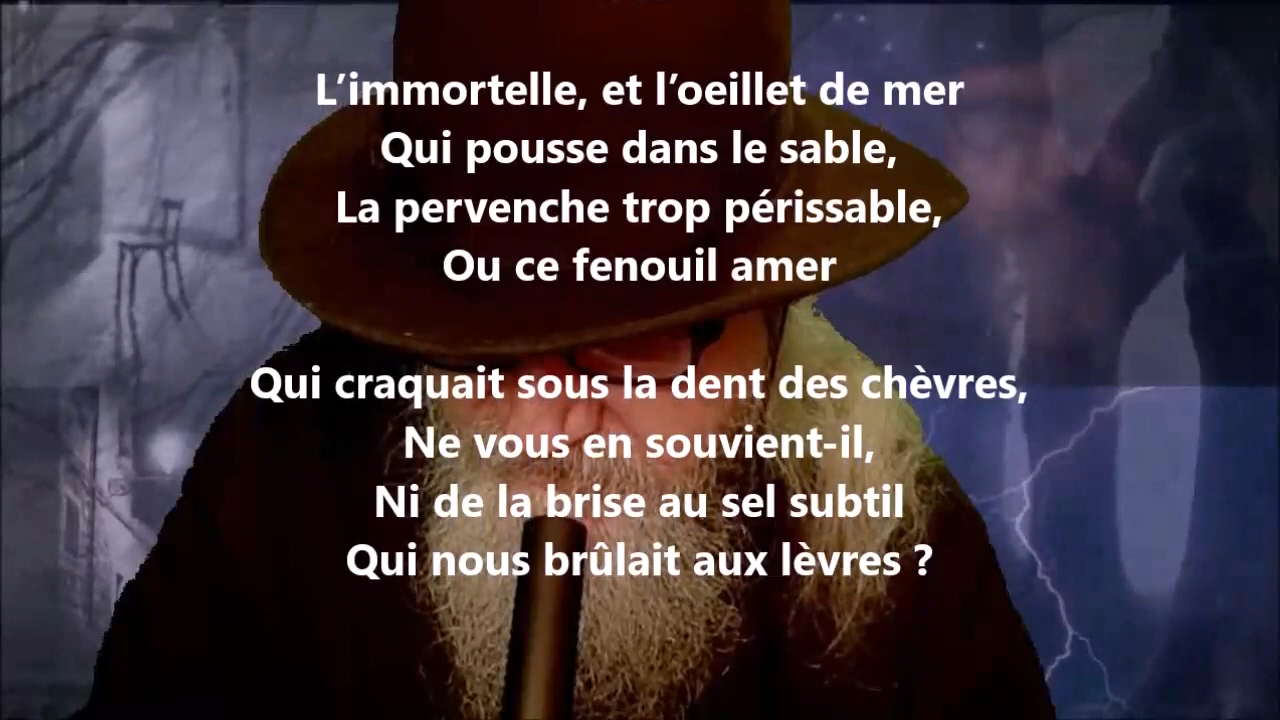 L’immortelle, et l’oeillet de mer
Qui pousse dans le sable,
La pervenche trop périssable,
Ou ce fenouil amer
Qui craquait sous la dent des chèvres,
Ne vous en souvient-il,
Ni de la brise au sel subtil
Qui nous brûlait aux lèvres ?